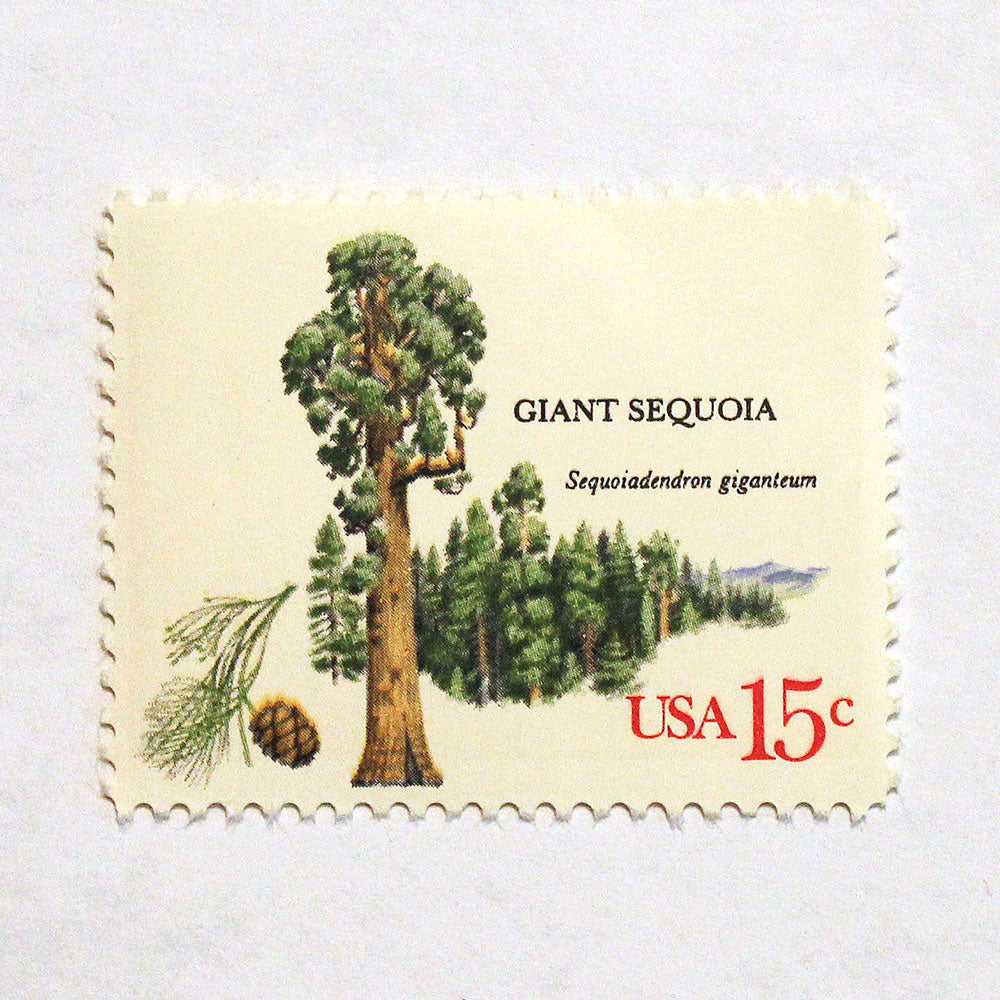 GIANT SEQUOIA
Sequoiadendron giganteum
USA 15c